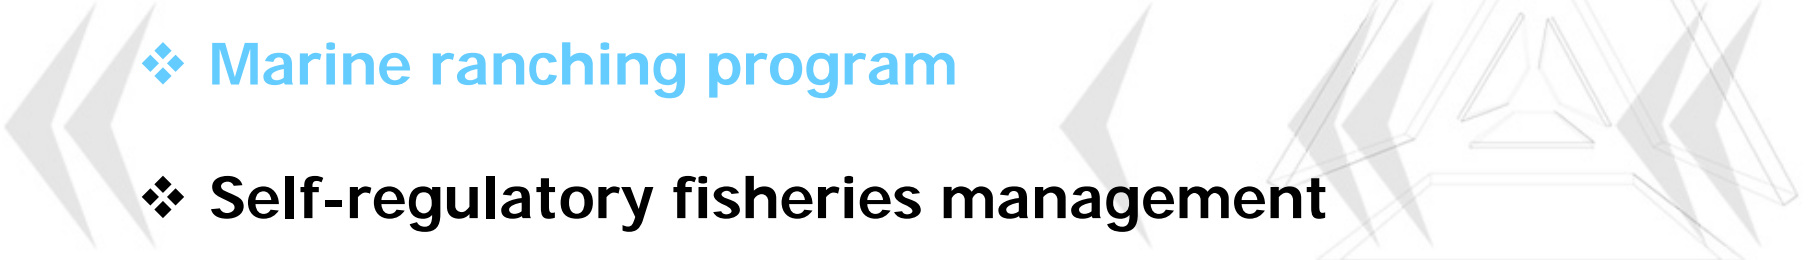 ❖ Marine ranching program
❖ Self-regulatory fisheries management